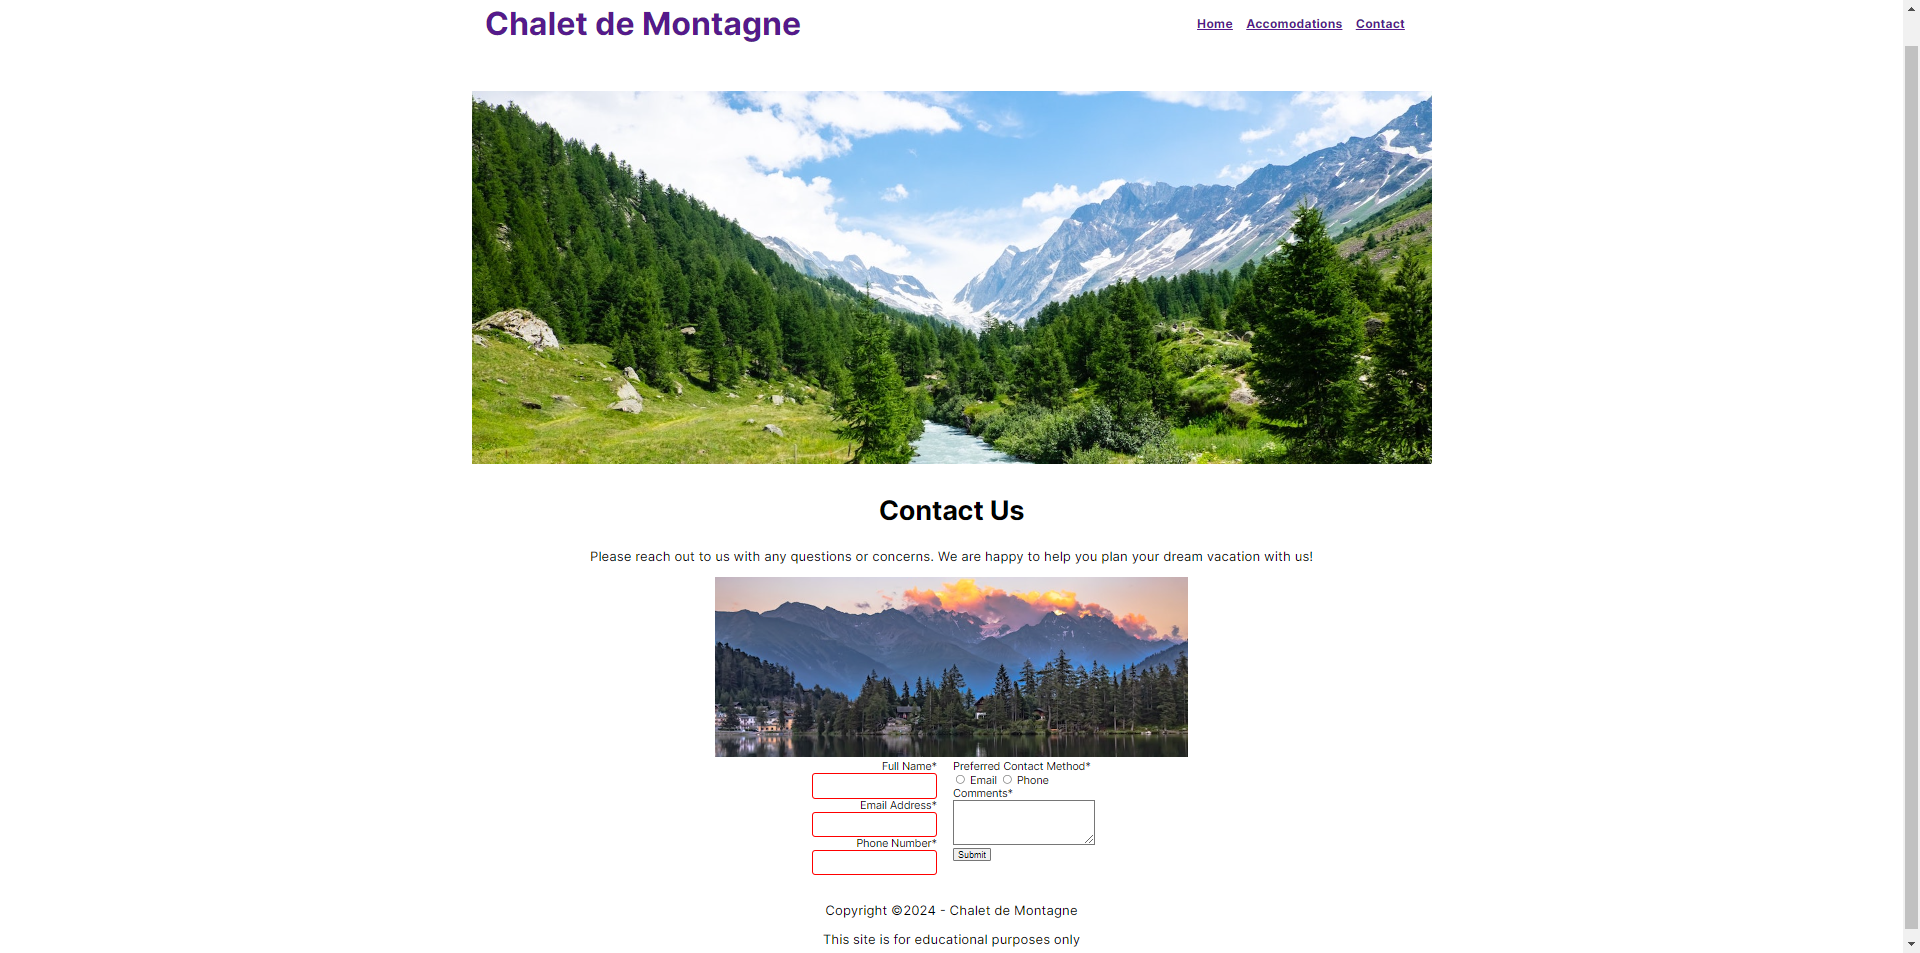 Chalet de Montagne
Home Accomodations Contact
Contact Us
Please reach out to us with any questions or concerns. We are happy to help you plan your dream vacation with us!
Full Name*
Email Address*
Phone Number*
Preferred Contact Method*
Email Phone
Comments*
Submit
Copyright ©2024 - Chalet de Montagne
This site is for educational purposes only